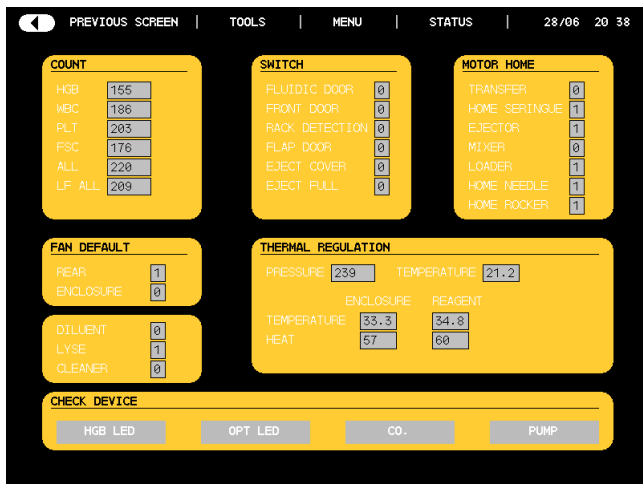 PREVIOUS SCREEN | TOOLS | MENU | STATUS | 28/06 20 38
COUNT
HGB 155
WBC 186
PLT 203
FSC 176
ALL 220
LF ALL 209
SWITCH
FLUIDIC DOOR 0
FRONT DOOR 0
RACK DETECTION 0
FLAP DOOR 0
EJECT COVER 0
EJECT FULL 0
MOTOR HOME
TRANSFER 0
HOME SERINGUE 1
EJECTOR 1
MIXER 0
LOADER 1
HOME NEEDLE 1
HOME ROCKER 1
FAN DEFAULT
REAR 1
ENCLOSURE 0
DILUENT 0
LYSE 1
CLEANER 0
THERMAL REGULATION
PRESSURE 239 TEMPERATURE 21.2
ENCLOSURE REAGENT
TEMPERATURE 33.3 34.8
HEAT 57 60
CHECK DEVICE
HGB LED OPT LED CO. PUMP